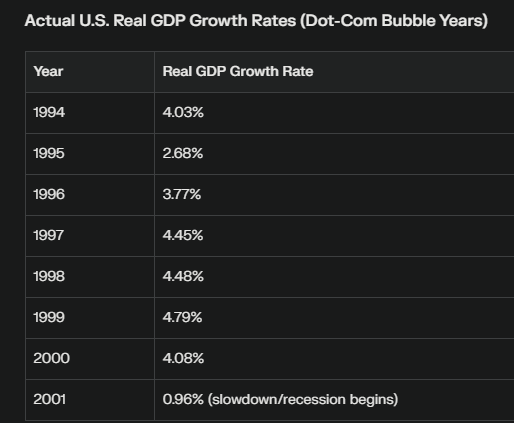 Actual U.S. Real GDP Growth Rates (Dot-Com Bubble Years)
Year Real GDP Growth Rate
1994 4.03%
1995 2.68%
1996 3.77%
1997 4.45%
1998 4.48%
1999 4.79%
2000 4.08%
2001 0.96% (slowdown/recession begins)